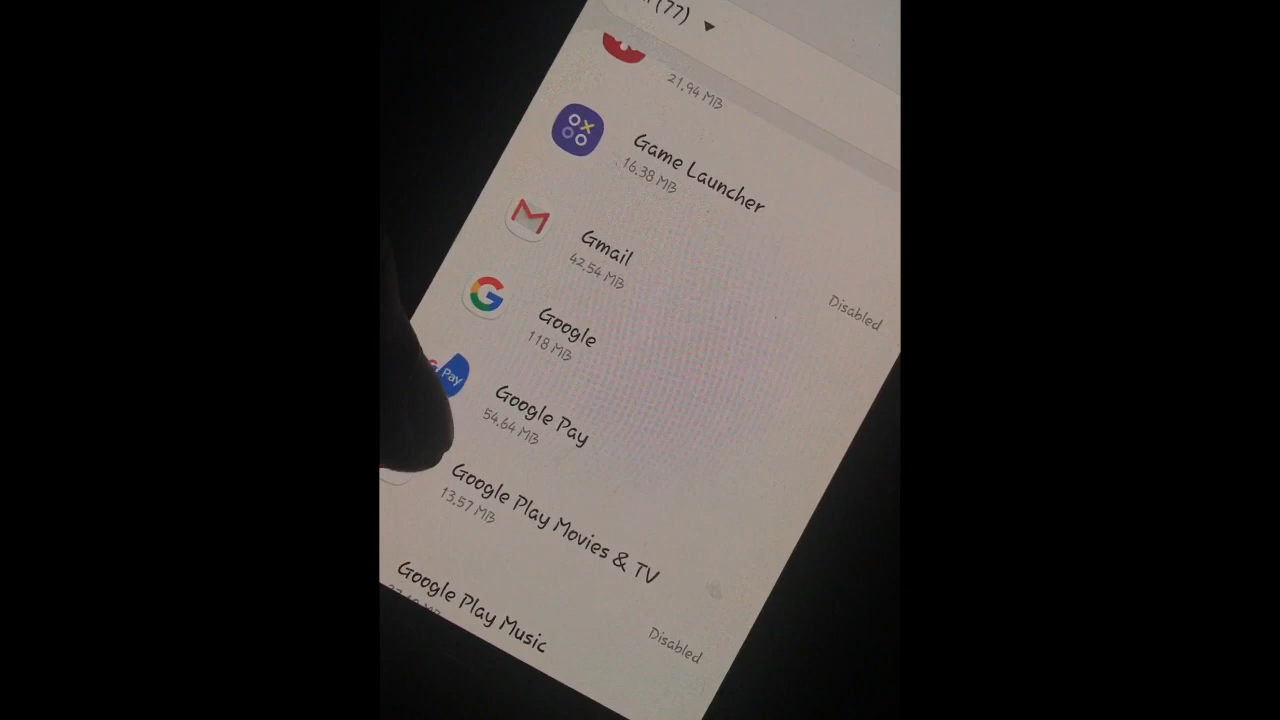 (77)
21.94 MB
Game Launcher
16.38 MB
Gmail
42.54 MB
Disabled
Google
118 MB
Pay
Google Pay
54.64 MB
Google Play Movies & TV
13.57 MB
Google Play Music
Disabled